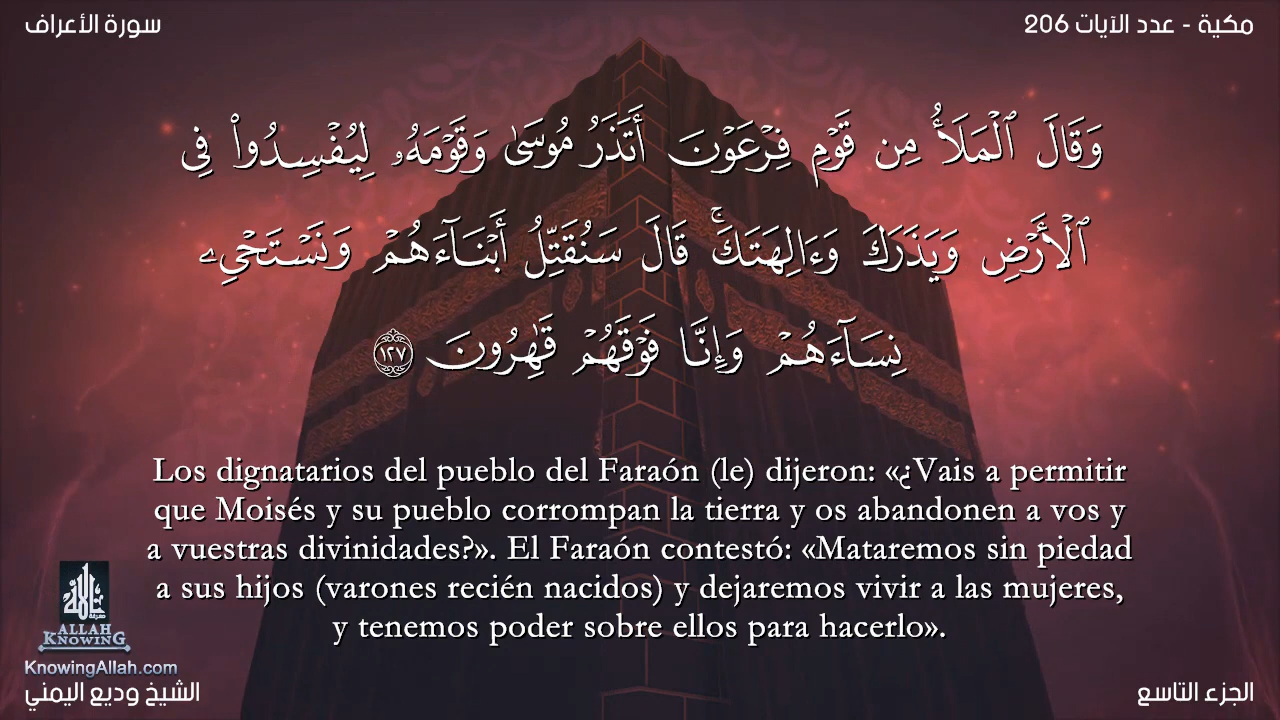 مكية - عدد الآيات 206
سورة الأعراف
وَقَالَ ٱلْمَلَأُ مِن قَوْمِ فِرْعَوْنَ أَتَذَرُ مُوسَىٰ وَقَوْمَهُۥ لِيُفْسِدُوا۟ فِى
ٱلْأَرْضِ وَيَذَرَكَ وَءَالِهَتَكَ ۚ قَالَ سَنُقَتِّلُ أَبْنَآءَهُمْ وَنَسْتَحْىِۦ
نِسَآءَهُمْ وَإِنَّا فَوْقَهُمْ قَـٰهِرُونَ ١٢٧
Los dignatarios del pueblo del Faraón (le) dijeron: «¿Vais a permitir
que Moisés y su pueblo corrompan la tierra y os abandonen a vos y
a vuestras divinidades?». El Faraón contestó: «Mataremos sin piedad
a sus hijos (varones recién nacidos) y dejaremos vivir a las mujeres,
y tenemos poder sobre ellos para hacerlo».
ALLAH
KNOWING
KnowingAllah.com
الجزء التاسع
الشيخ وديع اليمني